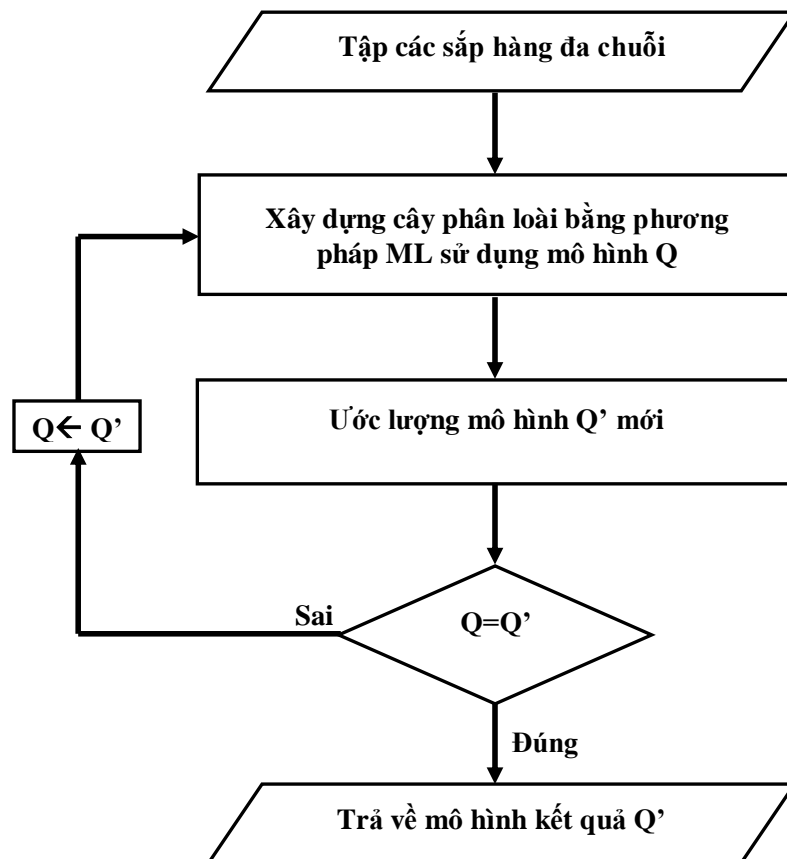 Tập các sắp hàng đa chuỗi
Xây dựng cây phân loài bằng phương
pháp ML sử dụng mô hình Q
Ước lượng mô hình Q’ mới
Q← Q’
Sai
Q=Q’
Đúng
Trả về mô hình kết quả Q’